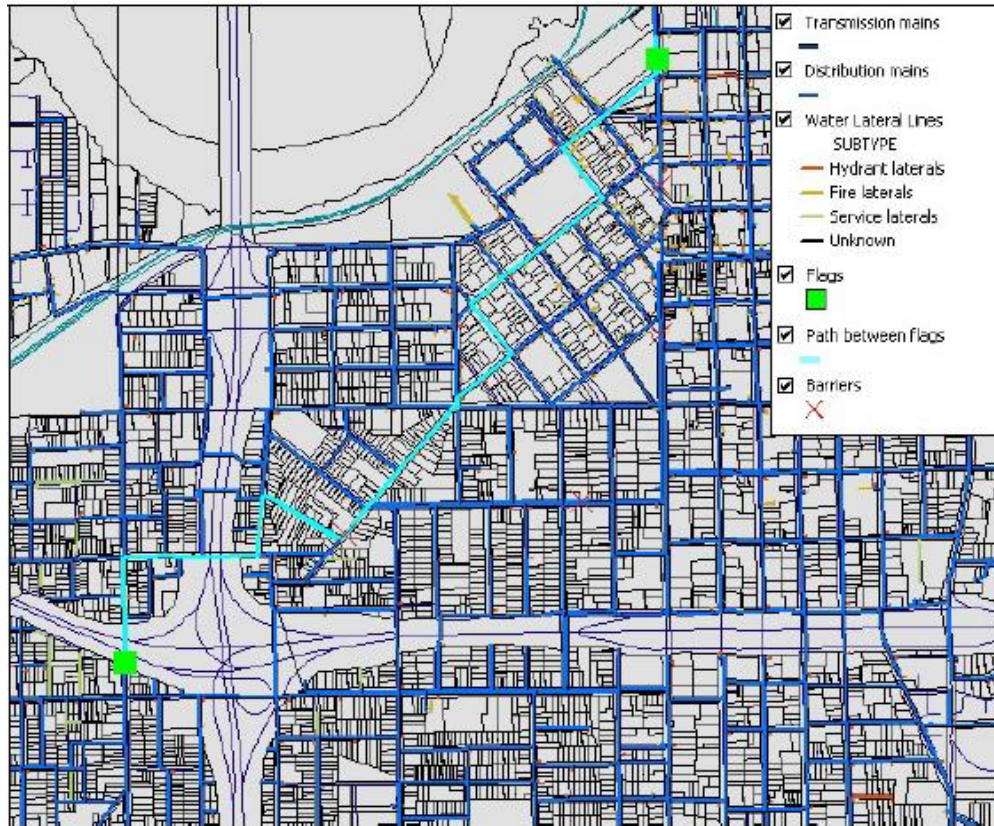 Transmission mains
Distribution mains
Water Lateral Lines
SUBTYPE
Hydrant laterals
Fire laterals
Service laterals
Unknown
Flags
Path between flags
Barriers